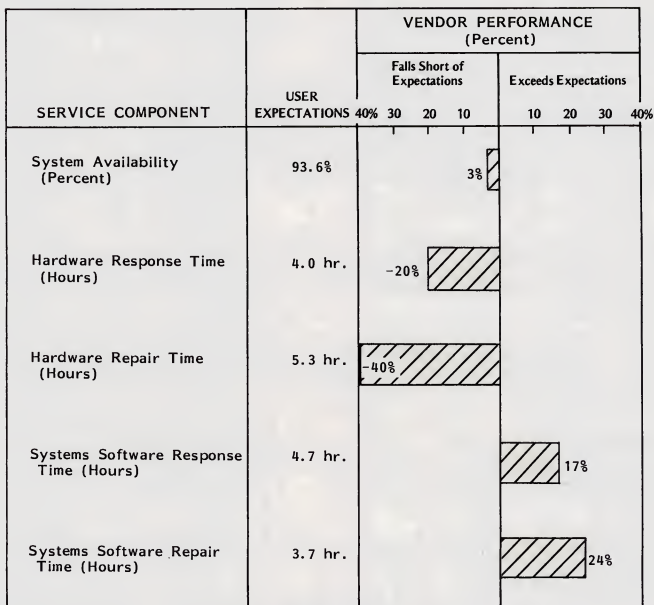 VENDOR PERFORMANCE
(Percent)
Falls Short of
Expectations
Exceeds Expectations
SERVICE COMPONENT
USER
EXPECTATIONS
40% 30 20 10 10 20 30 40%
System Availability
(Percent)
93.6%
3%
Hardware Response Time
(Hours)
4.0 hr.
-20%
Hardware Repair Time
(Hours)
5.3 hr.
-40%
Systems Software Response
Time (Hours)
4.7 hr.
17%
Systems Software Repair
Time (Hours)
3.7 hr.
24%